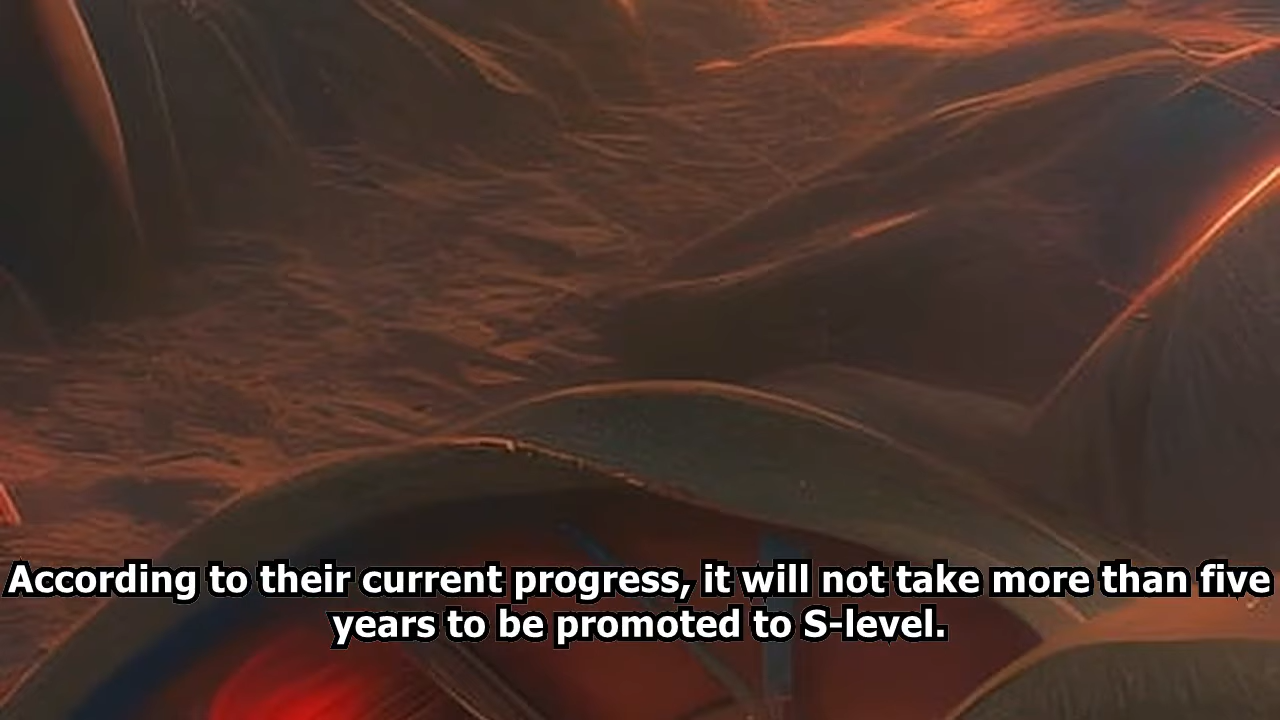 According to their current progress, it will not take more than five
years to be promoted to S-level.